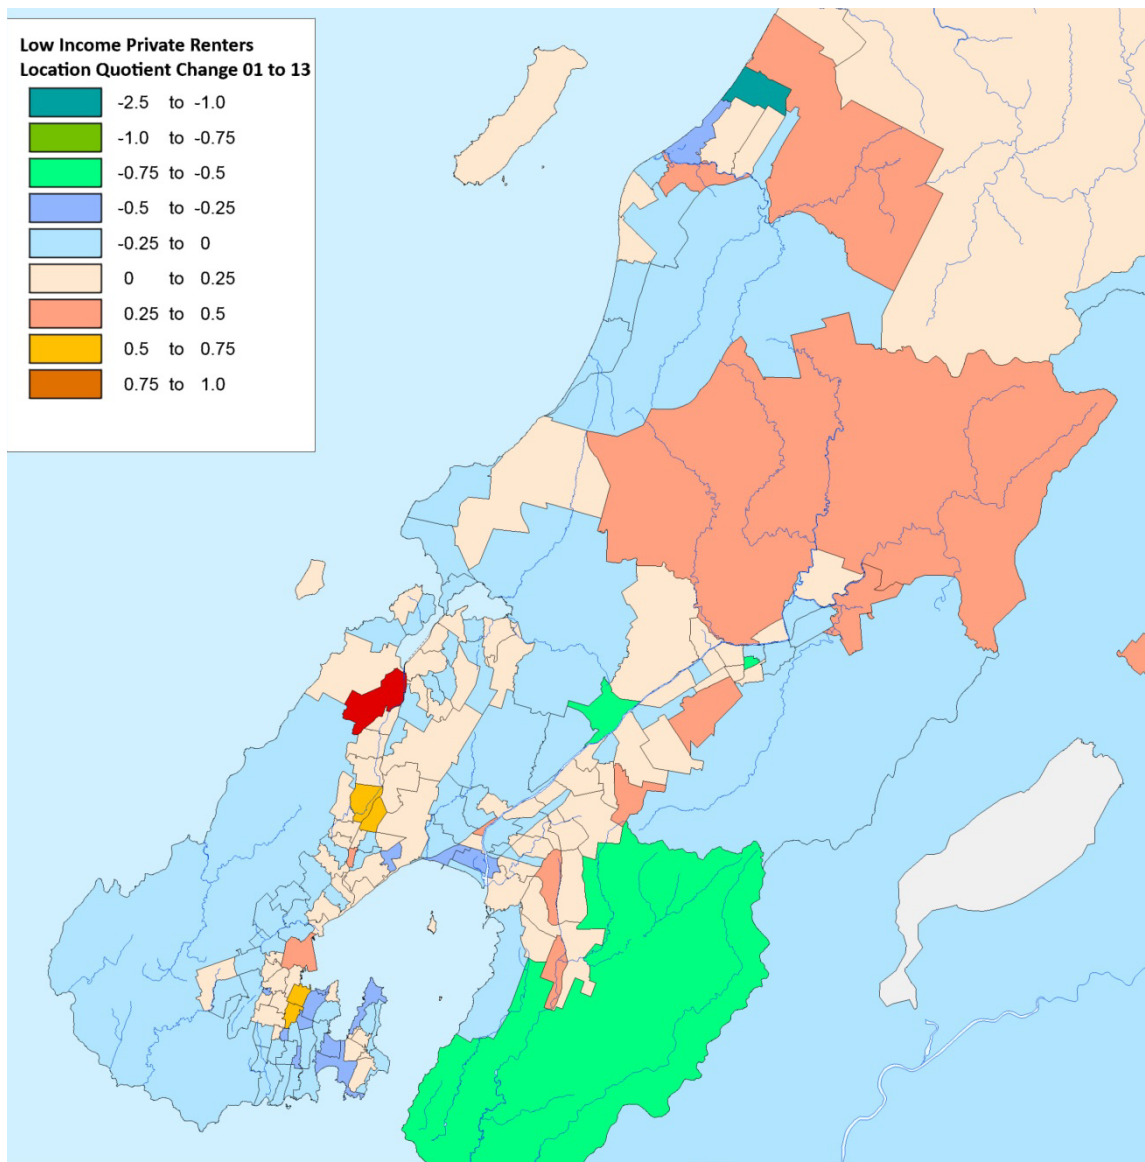 Low Income Private Renters
Location Quotient Change 01 to 13
-2.5 to -1.0
-1.0 to -0.75
-0.75 to -0.5
-0.5 to -0.25
-0.25 to 0
0 to 0.25
0.25 to 0.5
0.5 to 0.75
0.75 to 1.0